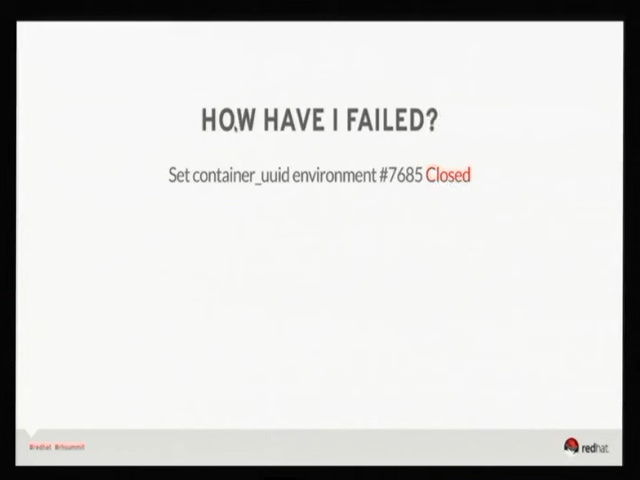 HOW HAVE I FAILED?
Set container_uuid environment #7685 Closed
#redhat #rhsummit
redhat.